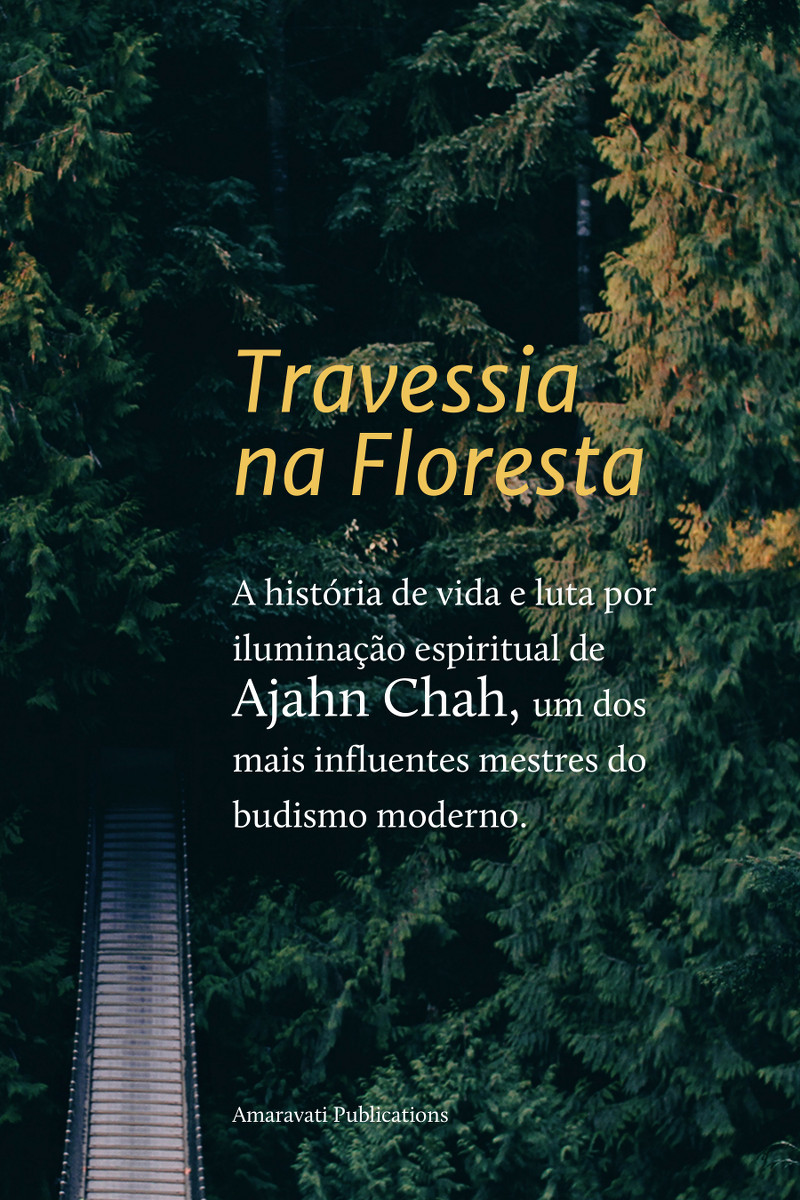 Travessia
na Floresta
A história de vida e luta por
iluminação espiritual de
Ajahn Chah, um dos
mais influentes mestres do
budismo moderno.
Amaravati Publications